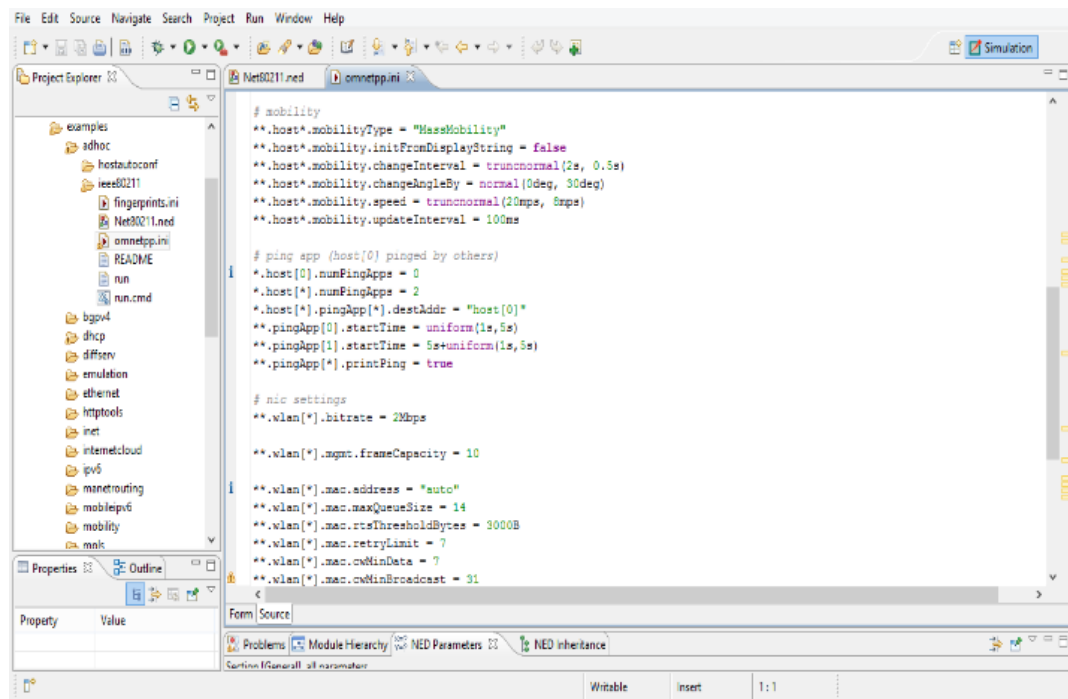 File Edit Source Navigate Search Project Run Window Help
Simulation
Project Explorer
examples
adhoc
hostautoconf
ieee80211
fingerprints.ini
Net80211.ned
omnetpp.ini
README
run
run.cmd
bgpv4
dhcp
diffserv
emulation
ethernet
httptools
inet
internetcloud
ipv6
manetrouting
mobileipv6
mobility
mpls
Net80211.ned omnetpp.ini
# mobility
**.host*.mobilityType = "MassMobility"
**.host*.mobility.initFromDisplayString = false
**.host*.mobility.changeInterval = truncnormal(2s, 0.5s)
**.host*.mobility.changeAngleBy = normal(0deg, 30deg)
**.host*.mobility.speed = truncnormal(20mps, 8mps)
**.host*.mobility.updateInterval = 100ms
# ping app (host[0] pinged by others)
*.host[0].numPingApps = 0
*.host[*].numPingApps = 2
*.host[*].pingApp[*].destAddr = "host[0]"
**.pingApp[0].startTime = uniform(1s,5s)
**.pingApp[1].startTime = 5s+uniform(1s,5s)
**.pingApp[*].printPing = true
# nic settings
**.wlan[*].bitrate = 2Mbps
**.wlan[*].mgmt.frameCapacity = 10
**.wlan[*].mac.address = "auto"
**.wlan[*].mac.maxQueueSize = 14
**.wlan[*].mac.rtsThresholdBytes = 3000B
**.wlan[*].mac.retryLimit = 7
**.wlan[*].mac.cwMinData = 7
**.wlan[*].mac.cwMinBroadcast = 31
Form Source
Properties Outline
Property Value
Problems Module Hierarchy NED Parameters NED Inheritance
Section [General], all parameters
Writable Insert 1:1